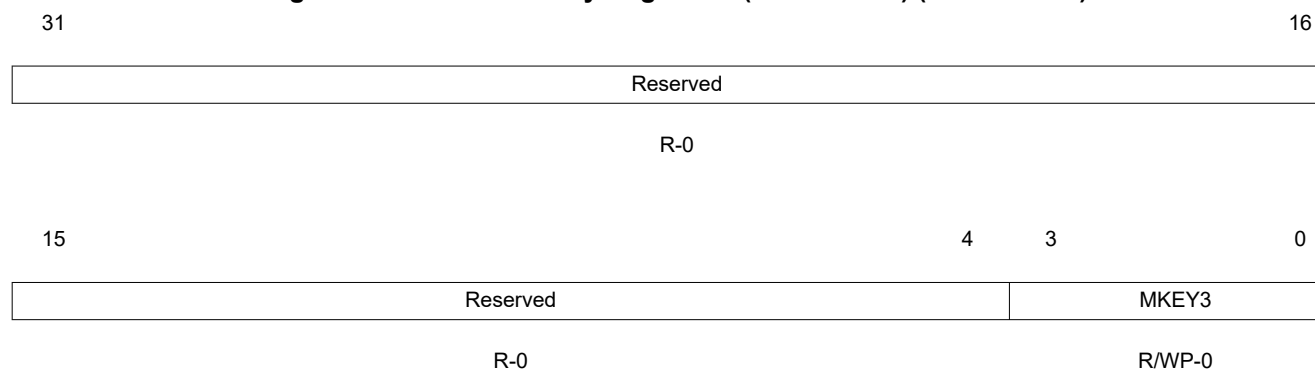 31 16
Reserved
R-0
15 4 3 0
Reserved MKEY3
R-0 R/WP-0